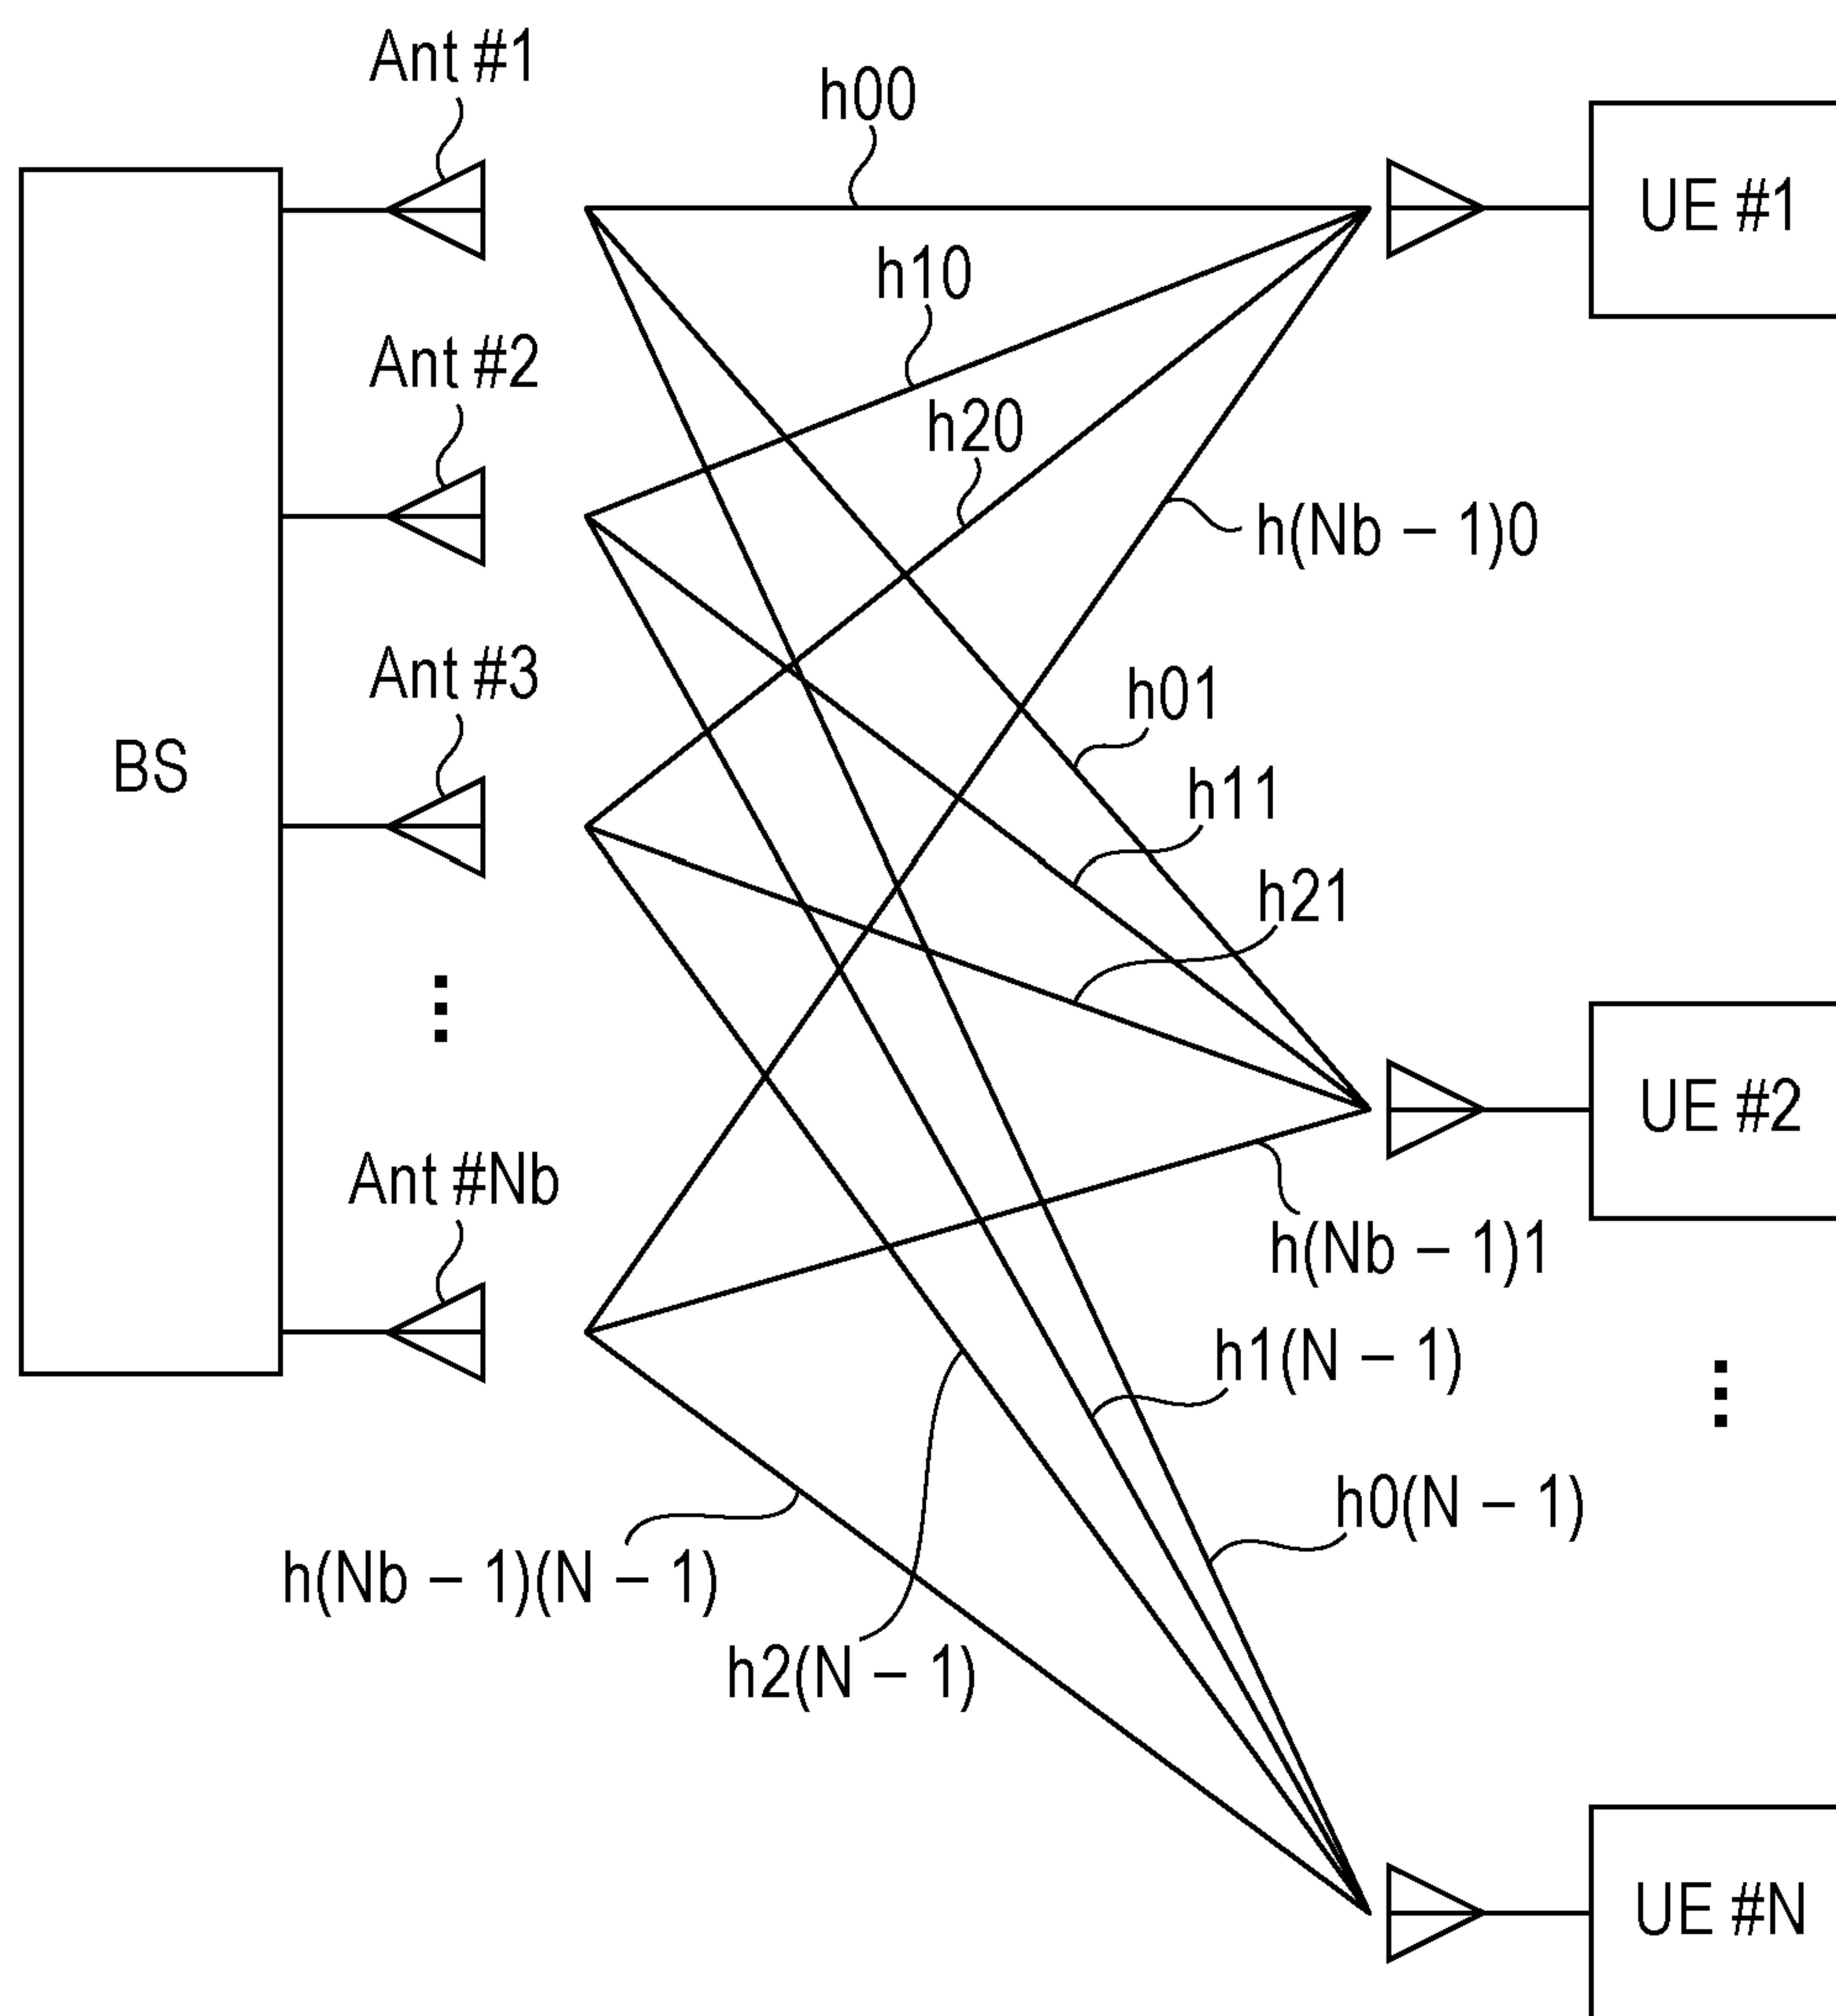 Ant #1
h00
UE #1
h10
Ant #2
h20
h(Nb – 1)0
Ant #3
h01
BS
h11
h21
UE #2
Ant #Nb
h(Nb – 1)1
h1(N – 1)
h0(N – 1)
h(Nb – 1)(N – 1)
h2(N – 1)
UE #N